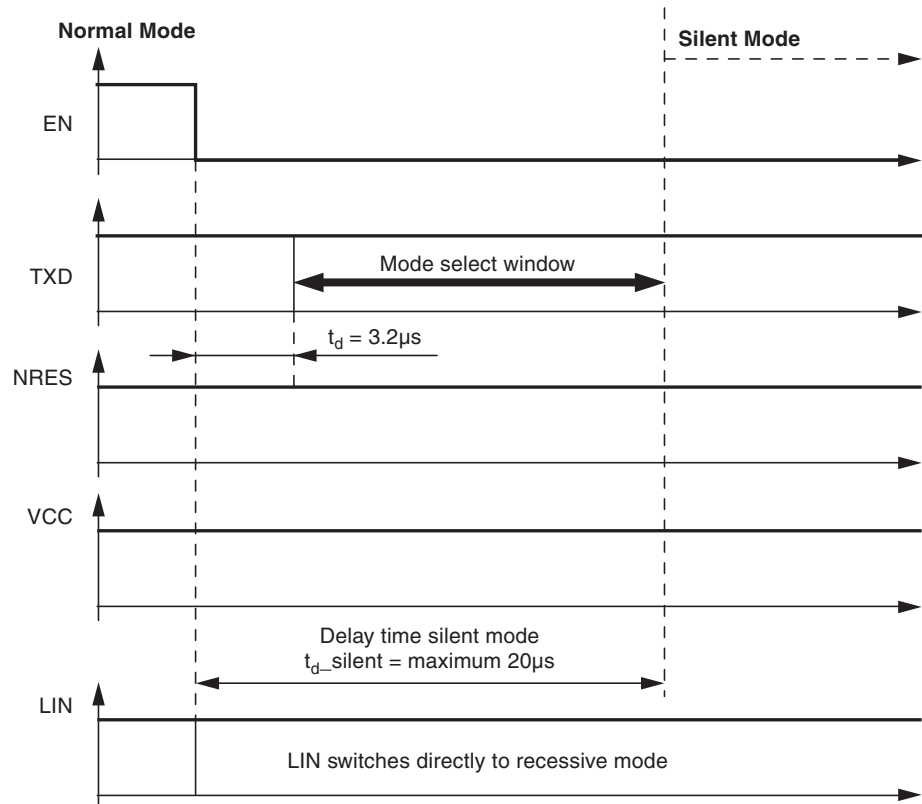 Normal Mode
Silent Mode
EN
TXD
Mode select window
t_d = 3.2µs
NRES
VCC
Delay time silent mode
t_d_silent = maximum 20µs
LIN
LIN switches directly to recessive mode